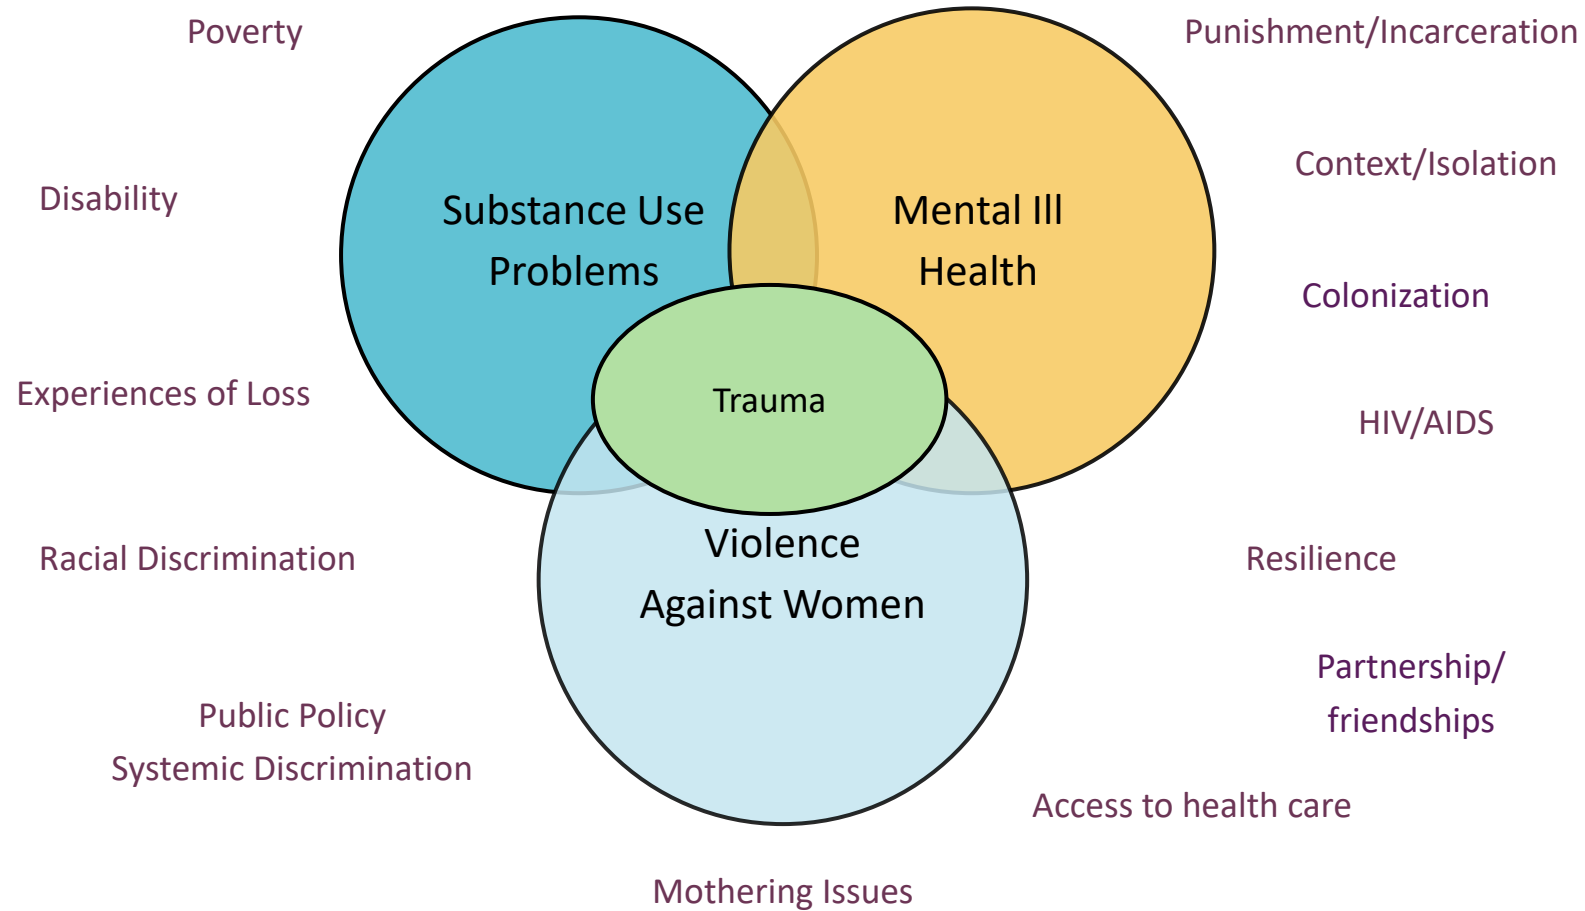 Poverty
Punishment/Incarceration
Context/Isolation
Disability
Substance Use
Problems
Mental Ill
Health
Colonization
Experiences of Loss
Trauma
HIV/AIDS
Racial Discrimination
Violence
Against Women
Resilience
Partnership/
friendships
Public Policy
Systemic Discrimination
Access to health care
Mothering Issues